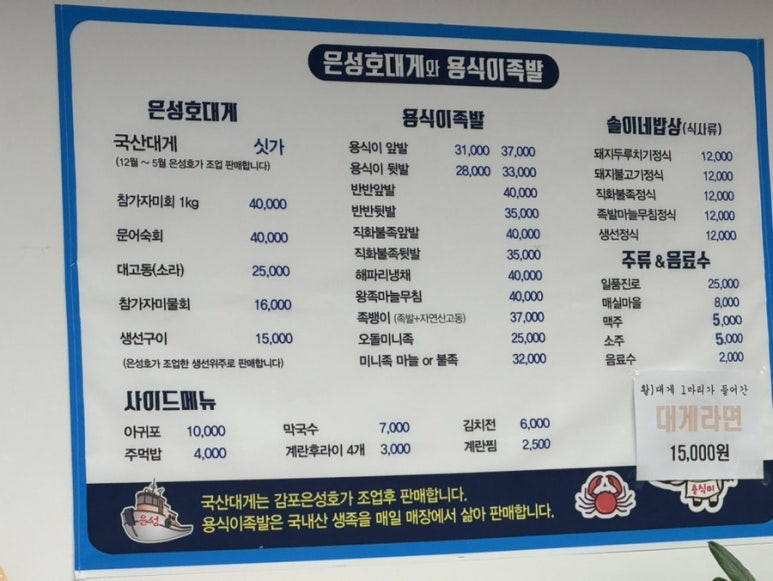 은성호대게와 용식이족발
은성호대게
국산대게 싯가
(12월 ~ 5월 은성호가 조업 판매합니다)
참가자미회 1kg 40,000
문어숙회 40,000
대고동(소라) 25,000
참가자미물회 16,000
생선구이 15,000
(은성호가 조업한 생선위주로 판매합니다)
용식이족발
용식이 앞발 31,000 37,000
용식이 뒷발 28,000 33,000
반반앞발 40,000
반반뒷발 35,000
직화불족앞발 40,000
직화불족뒷발 35,000
해파리냉채 40,000
왕족마늘무침 40,000
족뱅이 (족발+자연산고동) 37,000
오돌미니족 25,000
미니족 마늘 or 불족 32,000
솔이네밥상(식사류)
돼지두루치기정식 12,000
돼지불고기정식 12,000
직화불족정식 12,000
족발마늘무침정식 12,000
생선정식 12,000
주류 & 음료수
일품진로 25,000
매실마을 8,000
맥주 5,000
소주 5,000
음료수 2,000
활)대게 1마리가 들어간
대게라면
15,000원
사이드메뉴
아귀포 10,000 막국수 7,000 김치전 6,000
주먹밥 4,000 계란후라이 4개 3,000 계란찜 2,500
국산대게는 감포은성호가 조업후 판매합니다.
용식이족발은 국내산 생족을 매일 매장에서 삶아 판매합니다.
은성
용식이